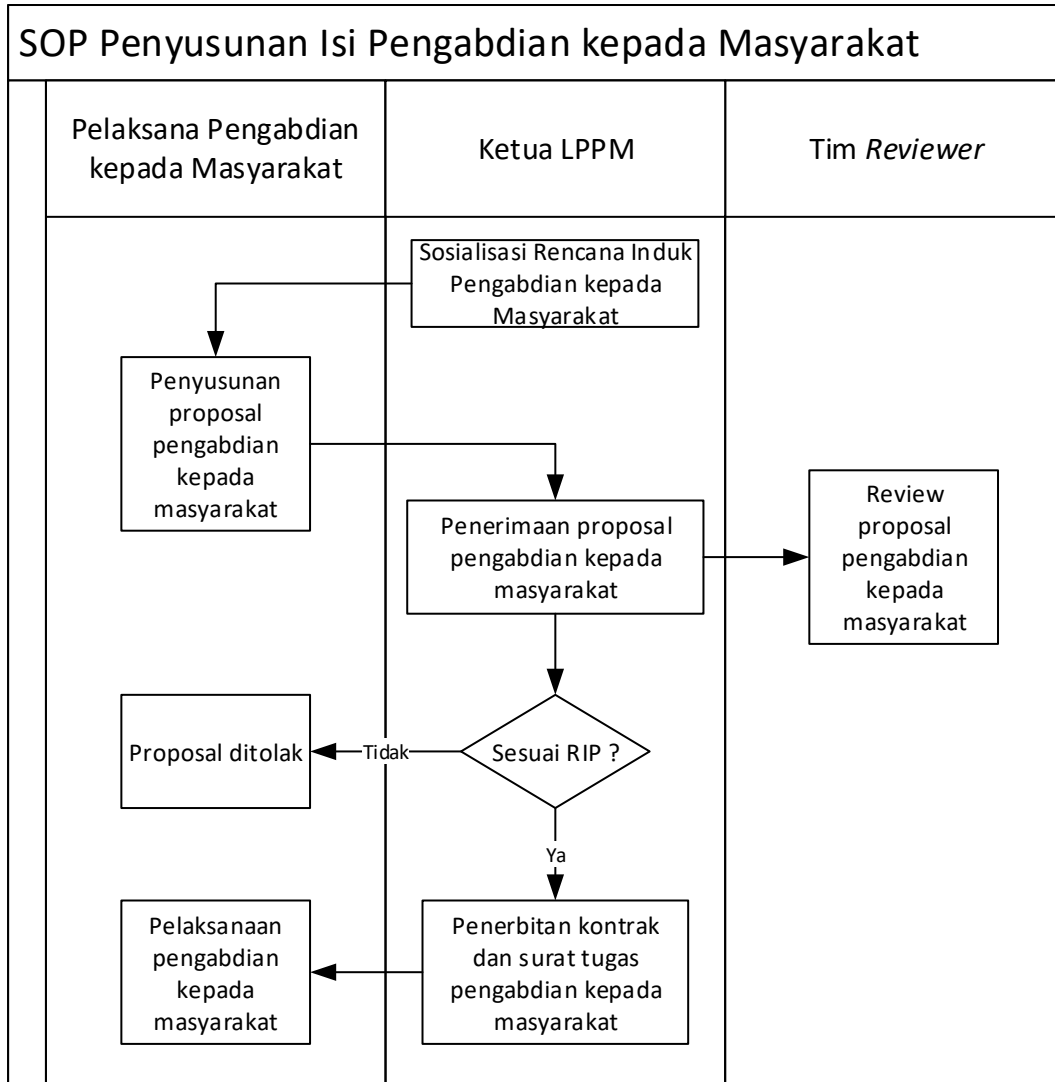 SOP Penyusunan Isi Pengabdian kepada Masyarakat
Pelaksana Pengabdian
kepada Masyarakat
Ketua LPPM
Tim Reviewer
Sosialisasi Rencana Induk
Pengabdian kepada
Masyarakat
Penyusunan
proposal
pengabdian
kepada
masyarakat
Penerimaan proposal
pengabdian kepada
masyarakat
Review
proposal
pengabdian
kepada
masyarakat
Proposal ditolak
Tidak
Sesuai RIP ?
Ya
Pelaksanaan
pengabdian
kepada
masyarakat
Penerbitan kontrak
dan surat tugas
pengabdian kepada
masyarakat